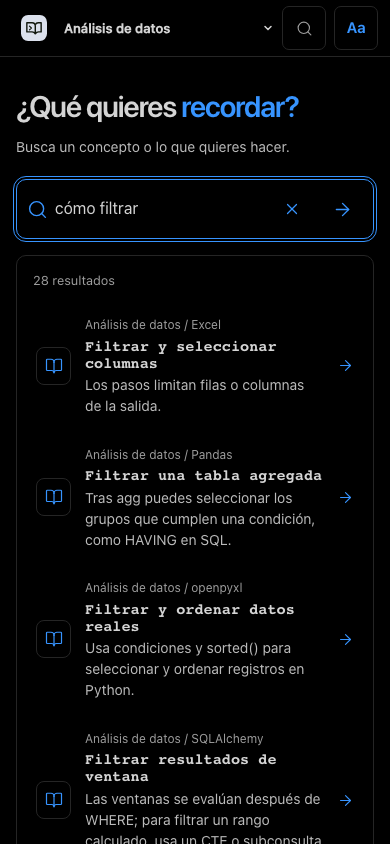 Análisis de datos
Aa
¿Qué quieres recordar?
Busca un concepto o lo que quieres hacer.
cómo filtrar
28 resultados
Análisis de datos / Excel
Filtrar y seleccionar
columnas
Los pasos limitan filas o columnas
de la salida.
Análisis de datos / Pandas
Filtrar una tabla agregada
Tras agg puedes seleccionar los
grupos que cumplen una condición,
como HAVING en SQL.
Análisis de datos / openpyxl
Filtrar y ordenar datos
reales
Usa condiciones y sorted() para
seleccionar y ordenar registros en
Python.
Análisis de datos / SQLAlchemy
Filtrar resultados de
ventana
Las ventanas se evalúan después de
WHERE; para filtrar un rango
calculado, usa un CTE o subconsulta